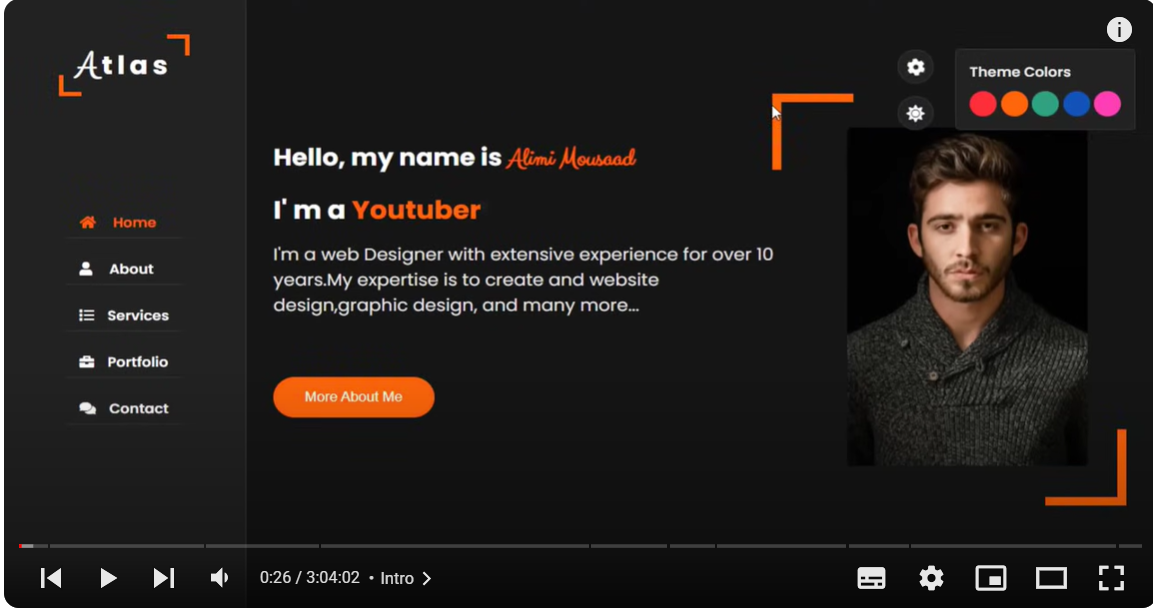 Atlas
Home
About
Services
Portfolio
Contact
Hello, my name is Alimi Mousaad
I' m a Youtuber
I'm a web Designer with extensive experience for over 10
years.My expertise is to create and website
design,graphic design, and many more...
More About Me
Theme Colors
i
0:26 / 3:04:02 • Intro